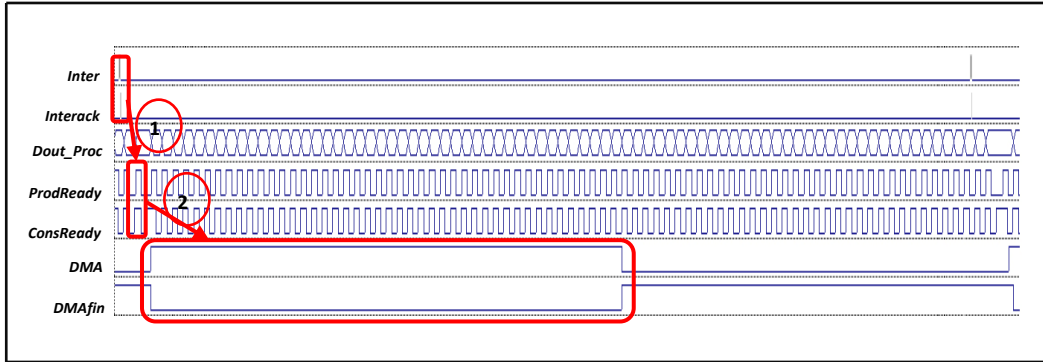 Inter
Interack
1
Dout_Proc
ProdReady
2
ConsReady
DMA
DMAfin